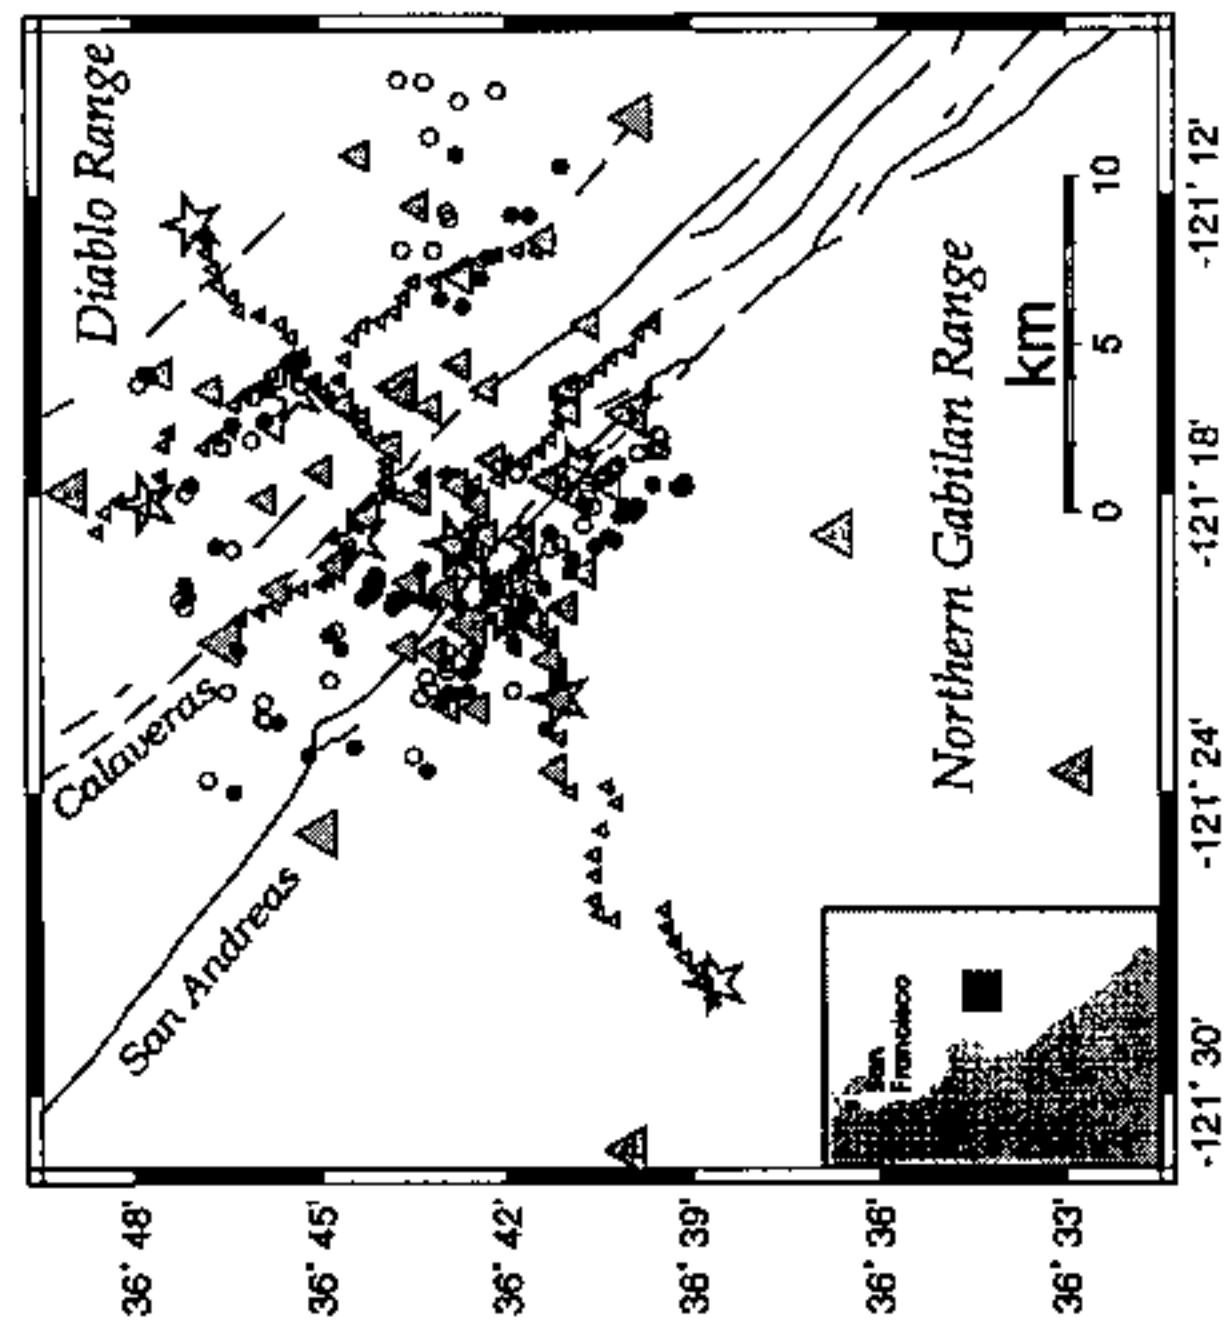 Diablo Range
Calaveras
San Andreas
Northern Gabilan Range
km
0 5 10
San
Francisco
36° 48'
36° 45'
36° 42'
36° 39'
36° 36'
36° 33'
-121° 30'
-121° 24'
-121° 18'
-121° 12'